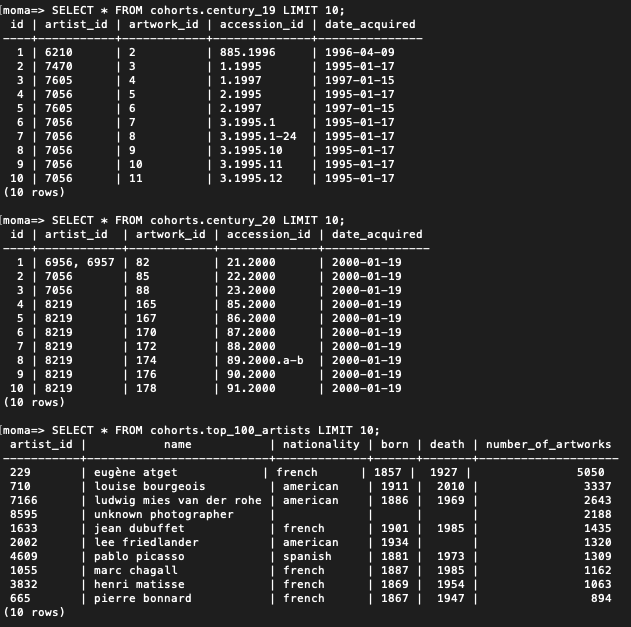 [moma=> SELECT * FROM cohorts.century_19 LIMIT 10;
 id | artist_id | artwork_id | accession_id | date_acquired
----+-----------+------------+--------------+---------------
  1 | 6210      | 2          | 885.1996     | 1996-04-09
  2 | 7470      | 3          | 1.1995       | 1995-01-17
  3 | 7605      | 4          | 1.1997       | 1997-01-15
  4 | 7056      | 5          | 2.1995       | 1995-01-17
  5 | 7605      | 6          | 2.1997       | 1997-01-15
  6 | 7056      | 7          | 3.1995.1     | 1995-01-17
  7 | 7056      | 8          | 3.1995.1-24  | 1995-01-17
  8 | 7056      | 9          | 3.1995.10    | 1995-01-17
  9 | 7056      | 10         | 3.1995.11    | 1995-01-17
 10 | 7056      | 11         | 3.1995.12    | 1995-01-17
(10 rows)
[moma=> SELECT * FROM cohorts.century_20 LIMIT 10;
 id | artist_id  | artwork_id | accession_id | date_acquired
----+------------+------------+--------------+---------------
  1 | 6956, 6957 | 82         | 21.2000      | 2000-01-19
  2 | 7056       | 85         | 22.2000      | 2000-01-19
  3 | 7056       | 88         | 23.2000      | 2000-01-19
  4 | 8219       | 165        | 85.2000      | 2000-01-19
  5 | 8219       | 167        | 86.2000      | 2000-01-19
  6 | 8219       | 170        | 87.2000      | 2000-01-19
  7 | 8219       | 172        | 88.2000      | 2000-01-19
  8 | 8219       | 174        | 89.2000.a-b  | 2000-01-19
  9 | 8219       | 176        | 90.2000      | 2000-01-19
 10 | 8219       | 178        | 91.2000      | 2000-01-19
(10 rows)
[moma=> SELECT * FROM cohorts.top_100_artists LIMIT 10;
 artist_id |           name           | nationality | born | death | number_of_artworks
-----------+--------------------------+-------------+------+-------+--------------------
 229       | eugène atget             | french      | 1857 |  1927 |               5050
 710       | louise bourgeois         | american    | 1911 |  2010 |               3337
 7166      | ludwig mies van der rohe | american    | 1886 |  1969 |               2643
 8595      | unknown photographer     |             |      |       |               2188
 1633      | jean dubuffet            | french      | 1901 |  1985 |               1435
 2002      | lee friedlander          | american    | 1934 |       |               1320
 4609      | pablo picasso            | spanish     | 1881 |  1973 |               1309
 1055      | marc chagall             | french      | 1887 |  1985 |               1162
 3832      | henri matisse            | french      | 1869 |  1954 |               1063
 665       | pierre bonnard           | french      | 1867 |  1947 |                894
(10 rows)